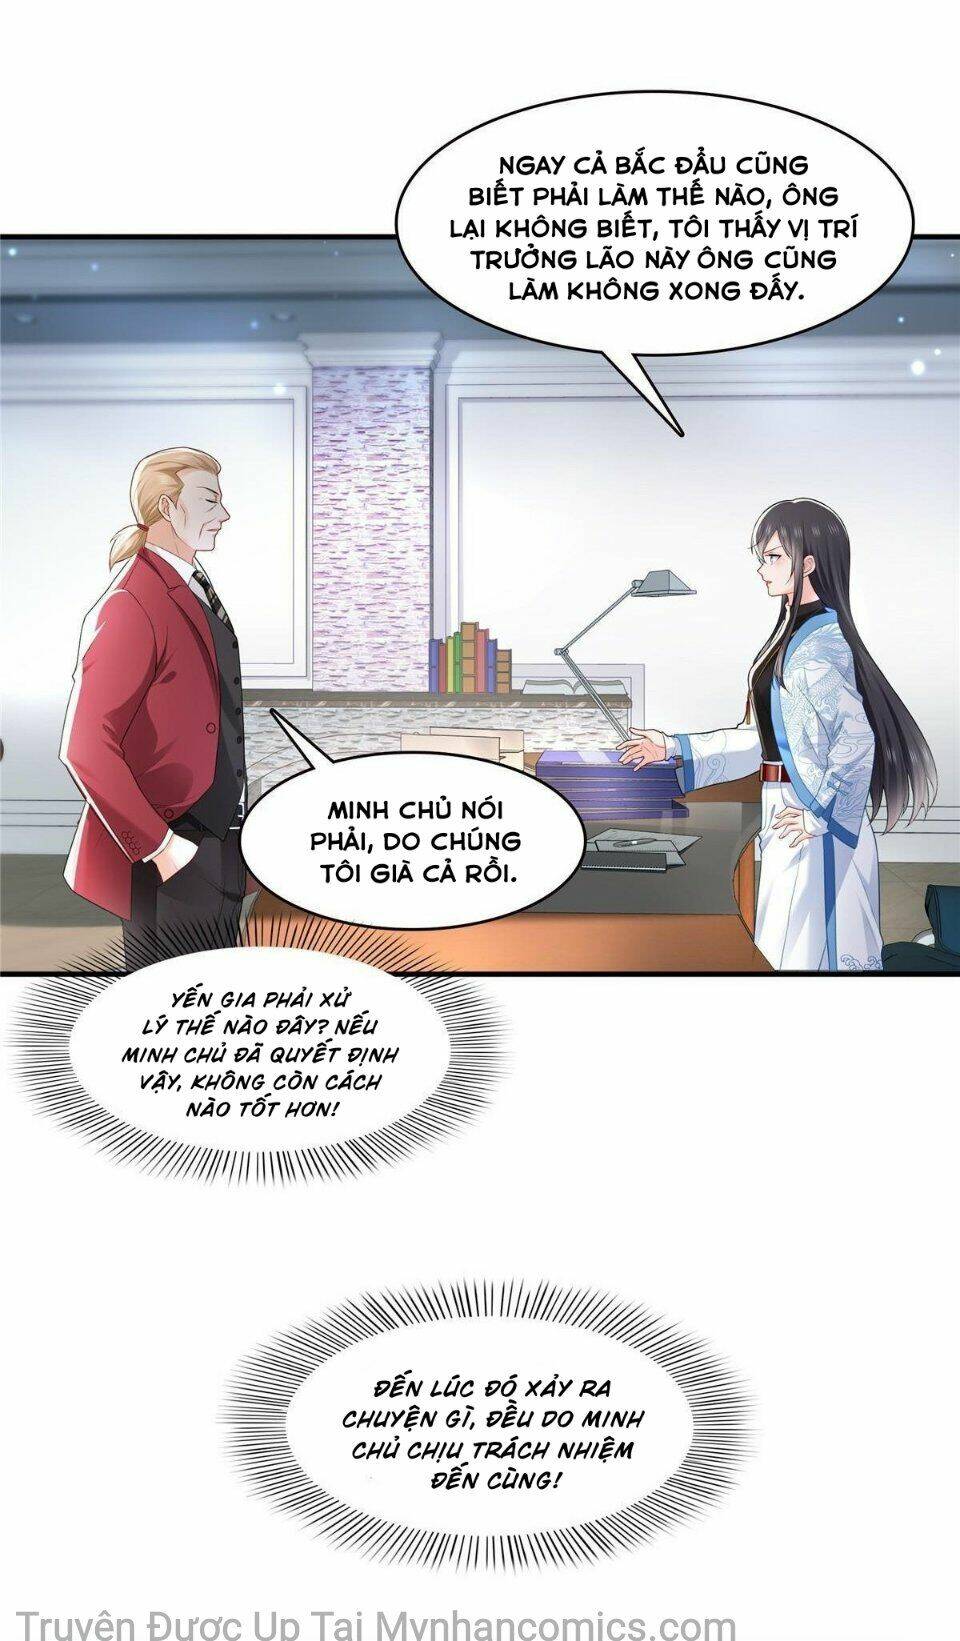 NGAY CẢ BẮC ĐẨU CŨNG
BIẾT PHẢI LÀM THẾ NÀO, ÔNG
LẠI KHÔNG BIẾT, TÔI THẤY VỊ TRÍ
TRƯỞNG LÃO NÀY ÔNG CŨNG
LÀM KHÔNG XONG ĐẤY.
MINH CHỦ NÓI
PHẢI, DO CHÚNG
TÔI GIÀ CẢ RỒI.
YẾN GIA PHẢI XỬ
LÝ THẾ NÀO ĐÂY? NẾU
MINH CHỦ ĐÃ QUYẾT ĐỊNH
VẬY, KHÔNG CÒN CÁCH
NÀO TỐT HƠN!
ĐẾN LÚC ĐÓ XẢY RA
CHUYỆN GÌ, ĐỀU DO MINH
CHỦ CHỊU TRÁCH NHIỆM
ĐẾN CÙNG!
Truyện Được Up Tại Mynhancomics.com